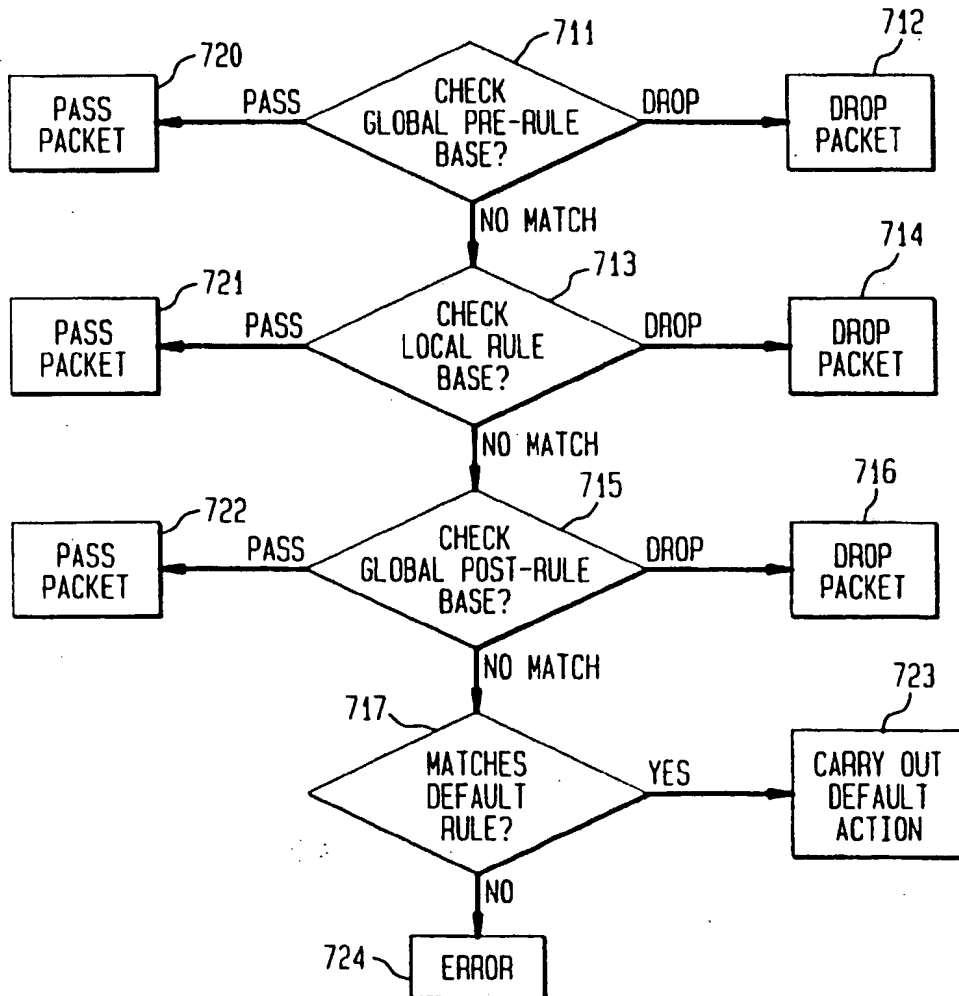 711
712
720
PASS
PACKET
PASS
CHECK
GLOBAL PRE-RULE
BASE?
DROP
DROP
PACKET
NO MATCH
713
714
721
PASS
PACKET
PASS
CHECK
LOCAL RULE
BASE?
DROP
DROP
PACKET
NO MATCH
715
716
722
PASS
PACKET
PASS
CHECK
GLOBAL POST-RULE
BASE?
DROP
DROP
PACKET
NO MATCH
717
723
MATCHES
DEFAULT
RULE?
YES
CARRY OUT
DEFAULT
ACTION
NO
724
ERROR